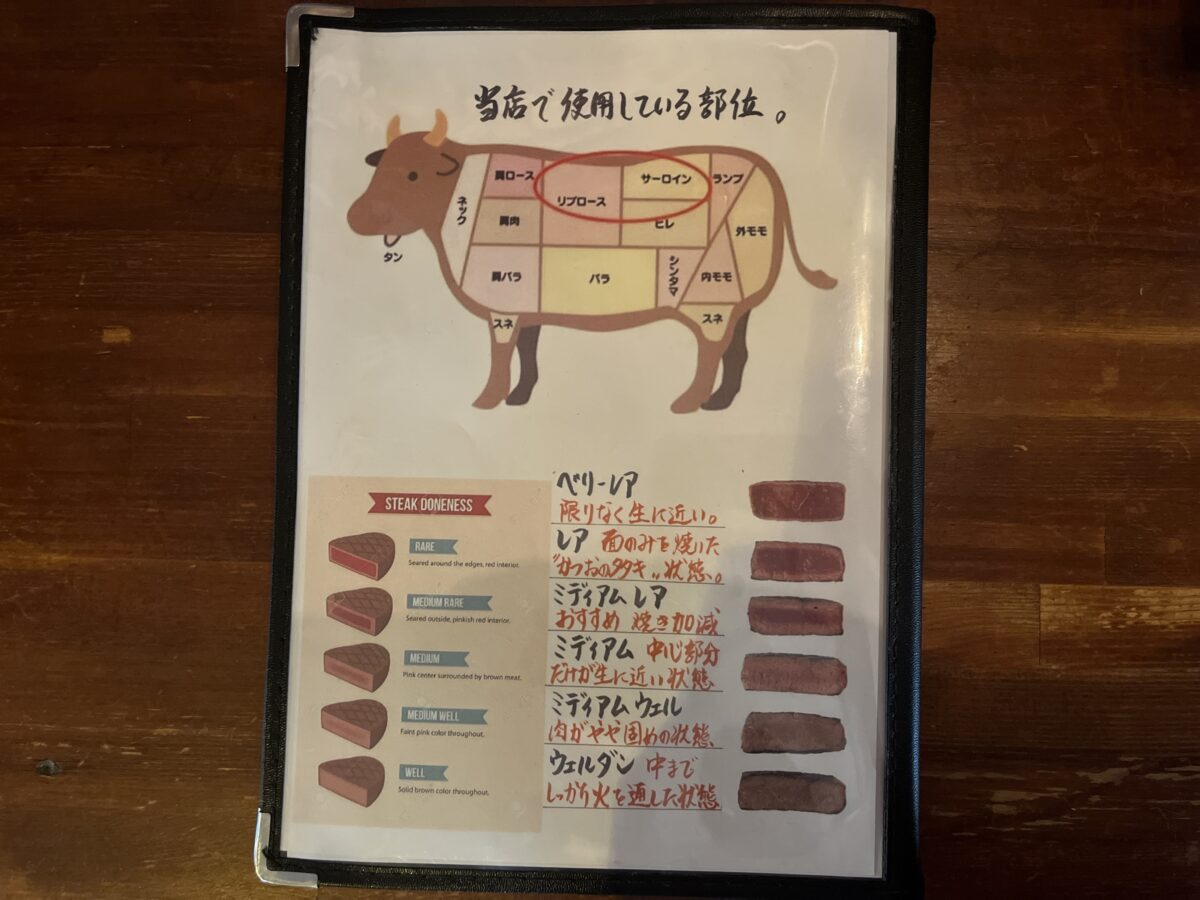 当店で使用している部位。
肩ロース
リブロース
サーロイン
ランプ
ネック
肩肉
ヒレ
外モモ
タン
肩バラ
バラ
シンタマ
内モモ
スネ
スネ
STEAK DONENESS
RARE
Seared around the edges, red interior.
MEDIUM RARE
Seared outside, pinkish red interior.
MEDIUM
Pink center surrounded by brown meat.
MEDIUM WELL
Faint pink color throughout.
WELL
Solid brown color throughout.
ベリーレア
限りなく生に近い。
レア 面のみを焼いた
"かつおのタタキ"状態。
ミディアムレア
おすすめ 焼き加減
ミディアム 中心部分
だけが生に近い状態
ミディアムウェル
肉がやや固めの状態
ウェルダン 中まで
しっかり火を通した状態